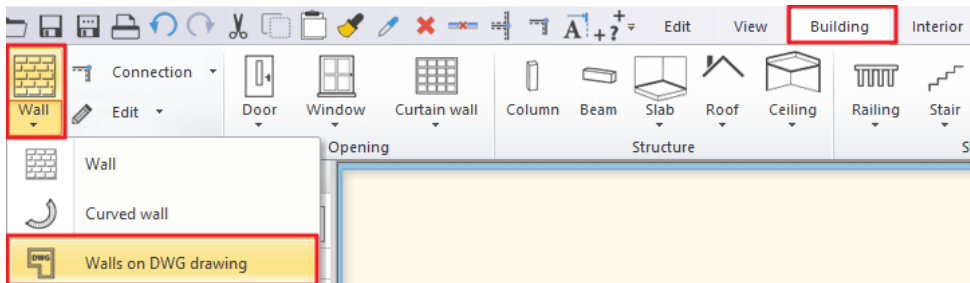 A +? Edit View Building Interior
Connection
Wall Edit Door Window Curtain wall Column Beam Slab Roof Ceiling Railing Stair
Opening Structure S
Wall
Curved wall
DWG Walls on DWG drawing